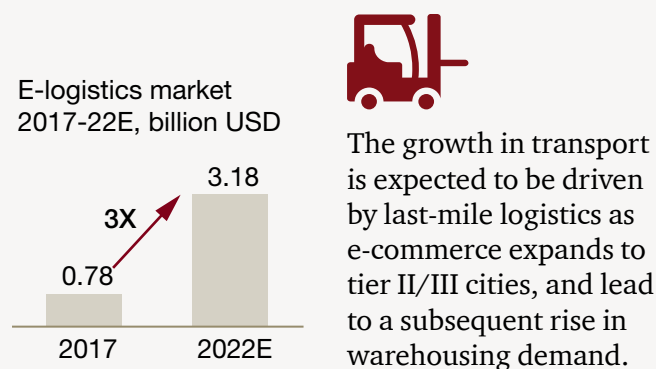 E-logistics market
2017-22E, billion USD
3.18
3X
0.78
2017
2022E
The growth in transport
is expected to be driven
by last-mile logistics as
e-commerce expands to
tier II/III cities, and lead
to a subsequent rise in
warehousing demand.